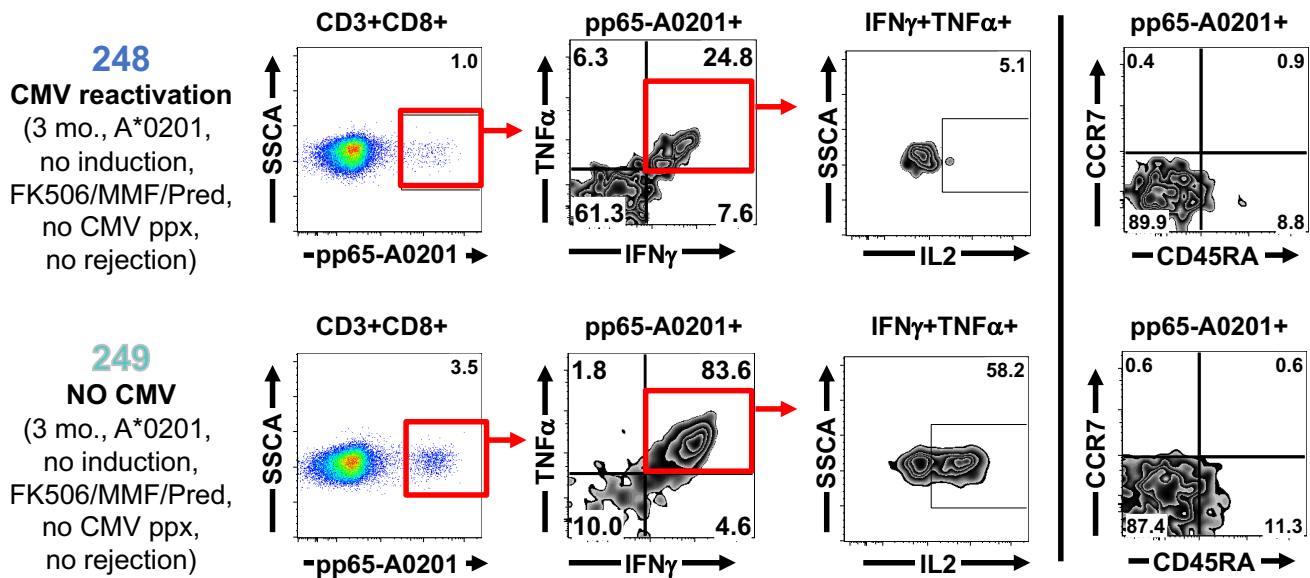 248
CMV reactivation
(3 mo., A*0201,
no induction,
FK506/MMF/Pred,
no CMV ppx,
no rejection)
CD3+CD8+
1.0
SSCA
pp65-A0201
pp65-A0201+
6.3
24.8
61.3
7.6
TNFα
IFNγ
IFNγ+TNFα+
5.1
SSCA
IL2
pp65-A0201+
0.4
0.9
89.9
8.8
CCR7
CD45RA
249
NO CMV
(3 mo., A*0201,
no induction,
FK506/MMF/Pred,
no CMV ppx,
no rejection)
CD3+CD8+
3.5
SSCA
pp65-A0201
pp65-A0201+
1.8
83.6
10.0
4.6
TNFα
IFNγ
IFNγ+TNFα+
58.2
SSCA
IL2
pp65-A0201+
0.6
0.6
87.4
11.3
CCR7
CD45RA